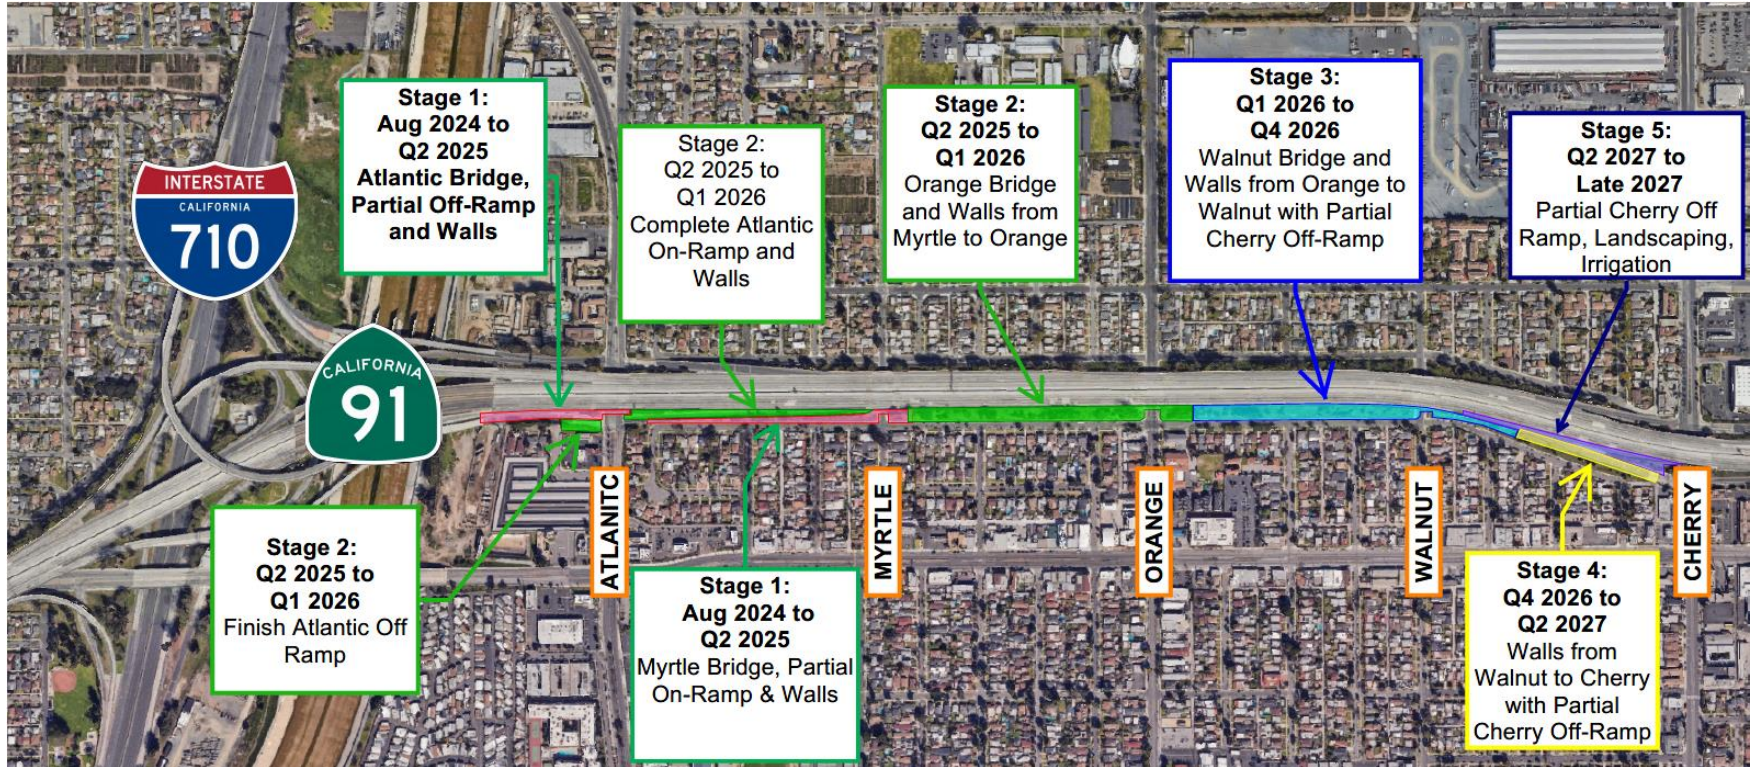 INTERSTATE
CALIFORNIA
710
CALIFORNIA
91
Stage 1:
Aug 2024 to
Q2 2025
Atlantic Bridge,
Partial Off-Ramp
and Walls
Stage 2:
Q2 2025 to
Q1 2026
Complete Atlantic
On-Ramp and
Walls
Stage 2:
Q2 2025 to
Q1 2026
Orange Bridge
and Walls from
Myrtle to Orange
Stage 3:
Q1 2026 to
Q4 2026
Walnut Bridge and
Walls from Orange to
Walnut with Partial
Cherry Off-Ramp
Stage 5:
Q2 2027 to
Late 2027
Partial Cherry Off
Ramp, Landscaping,
Irrigation
Stage 2:
Q2 2025 to
Q1 2026
Finish Atlantic Off
Ramp
ATLANITC
Stage 1:
Aug 2024 to
Q2 2025
Myrtle Bridge, Partial
On-Ramp & Walls
MYRTLE
ORANGE
WALNUT
CHERRY
Stage 4:
Q4 2026 to
Q2 2027
Walls from
Walnut to Cherry
with Partial
Cherry Off-Ramp